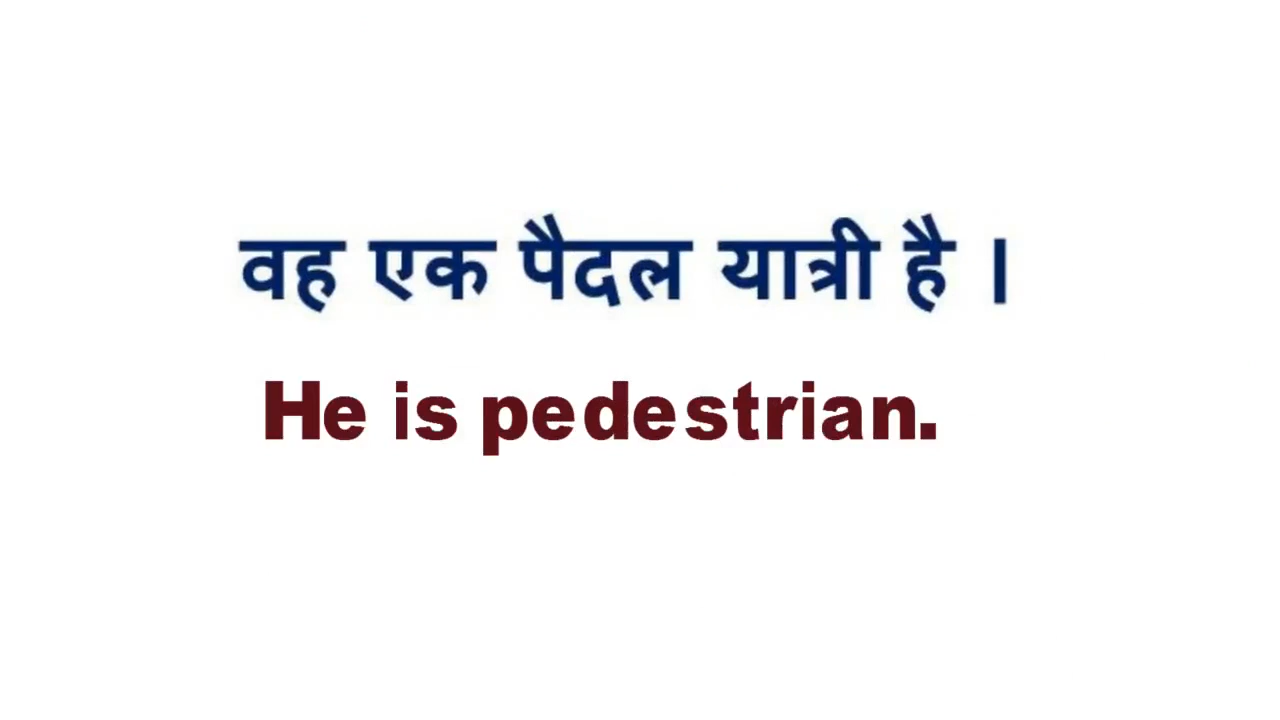 वह एक पैदल यात्री है ।
He is pedestrian.